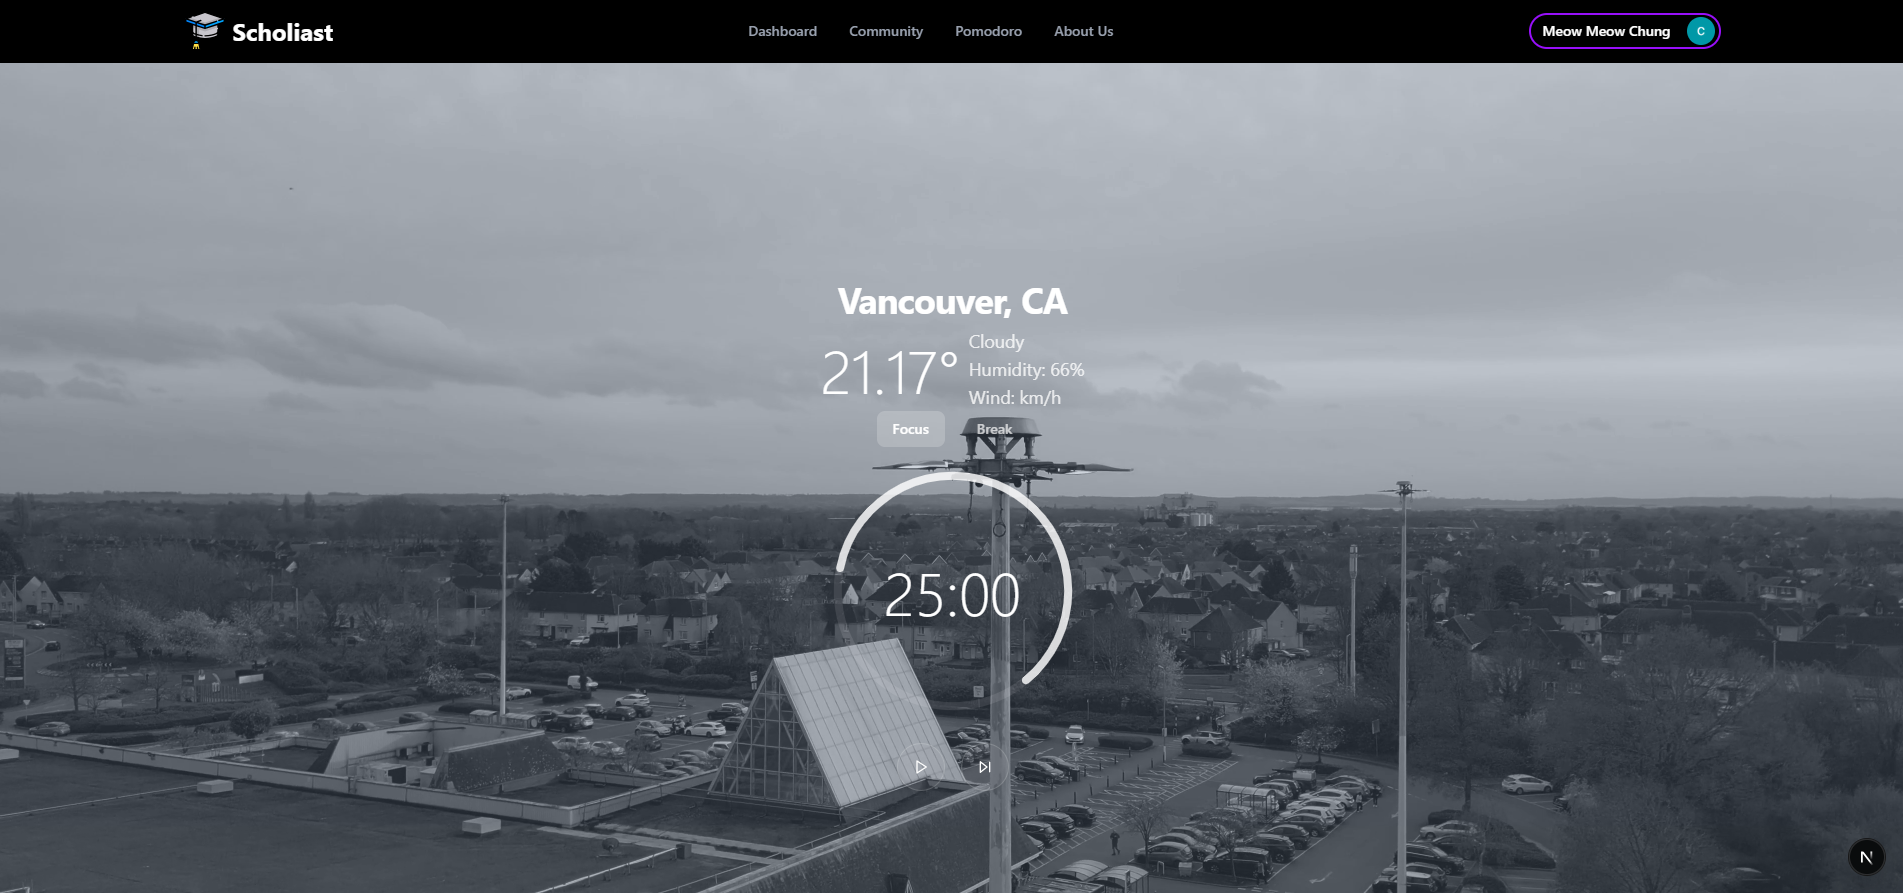 Scholiast
Dashboard
Community
Pomodoro
About Us
Meow Meow Chung
C
Vancouver, CA
21.17°
Cloudy
Humidity: 66%
Wind: km/h
Focus
Break
25:00
N